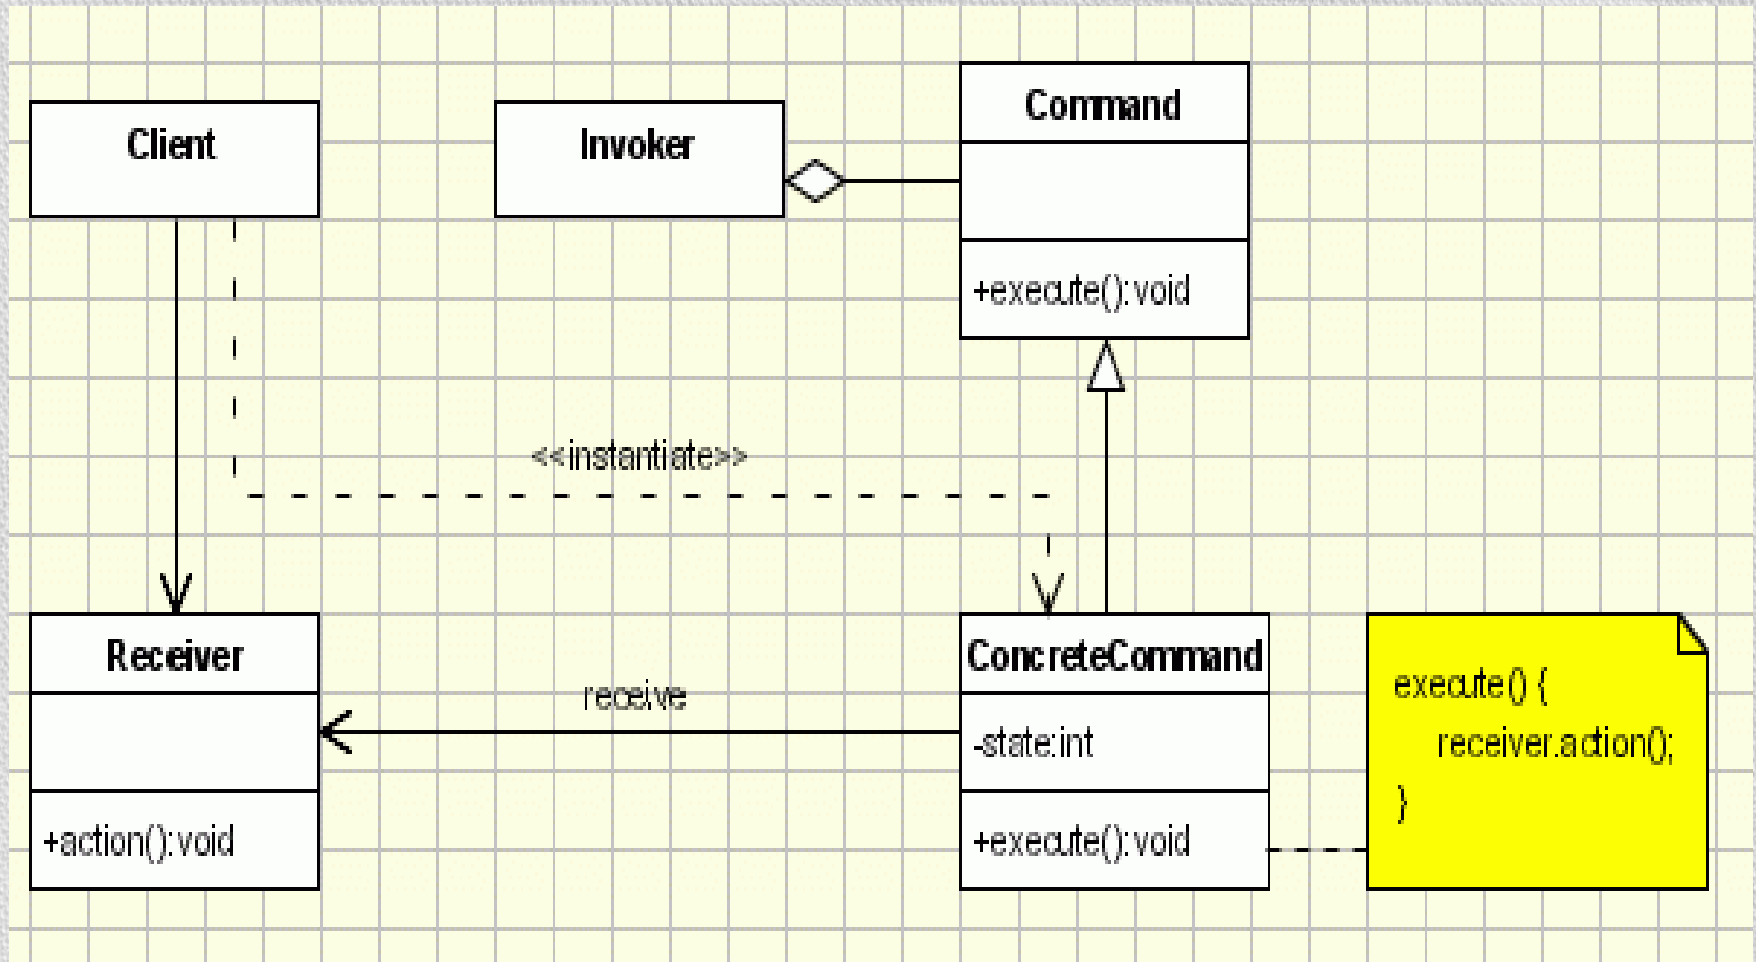 Client
Invoker
Command
+execute():void
<<instantiate>>
Receiver
+action():void
receive
ConcreteCommand
-state:int
+execute():void
execute() {
receiver.action();
}